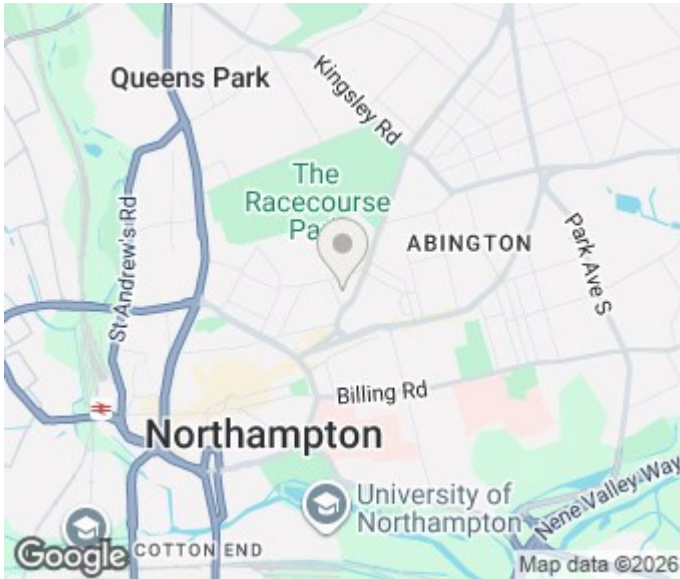 Queens Park
Kingsley Rd
The
Racecourse
Park
St Andrew's Rd
ABINGTON
Park Ave S
Billing Rd
Northampton
University of
Northampton
Nene Valley Way
COTTON END
Google
Map data ©2026